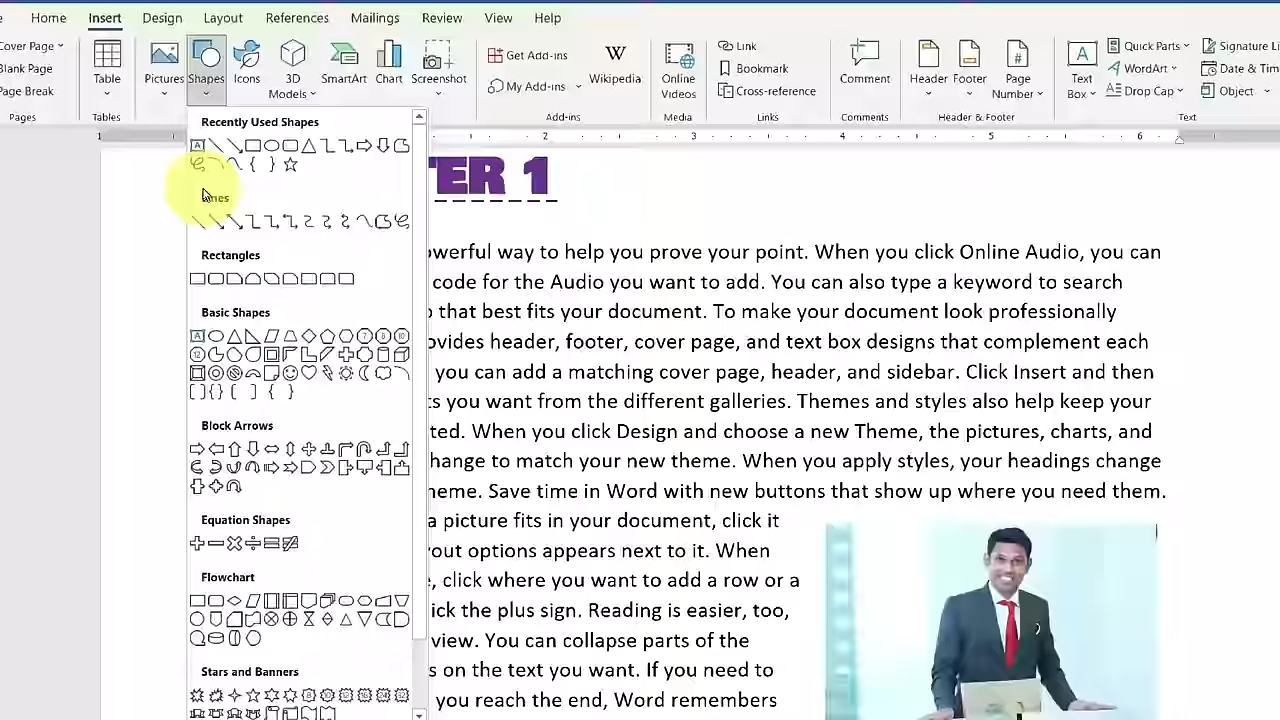 Home Insert Design Layout References Mailings Review View Help
Cover Page
Blank Page
Page Break
Pages
Table
Tables
Pictures Shapes Icons 3D Models SmartArt Chart Screenshot
Get Add-ins
My Add-ins
Wikipedia
Add-ins
Online Videos
Media
Link
Bookmark
Cross-reference
Links
Comment
Comments
Header Footer Page Number
Header & Footer
Text Box
Quick Parts
WordArt
Drop Cap
Signature Li
Date & Tim
Object
Text
1 2 3 4 5 6
Recently Used Shapes
Rectangles
Basic Shapes
Block Arrows
Equation Shapes
Flowchart
Stars and Banners
TER 1
owerful way to help you prove your point. When you click Online Audio, you can
code for the Audio you want to add. You can also type a keyword to search
that best fits your document. To make your document look professionally
ovides header, footer, cover page, and text box designs that complement each
you can add a matching cover page, header, and sidebar. Click Insert and then
ts you want from the different galleries. Themes and styles also help keep your
ted. When you click Design and choose a new Theme, the pictures, charts, and
hange to match your new theme. When you apply styles, your headings change
heme. Save time in Word with new buttons that show up where you need them.
a picture fits in your document, click it
yout options appears next to it. When
, click where you want to add a row or a
ick the plus sign. Reading is easier, too,
view. You can collapse parts of the
s on the text you want. If you need to
you reach the end, Word remembers